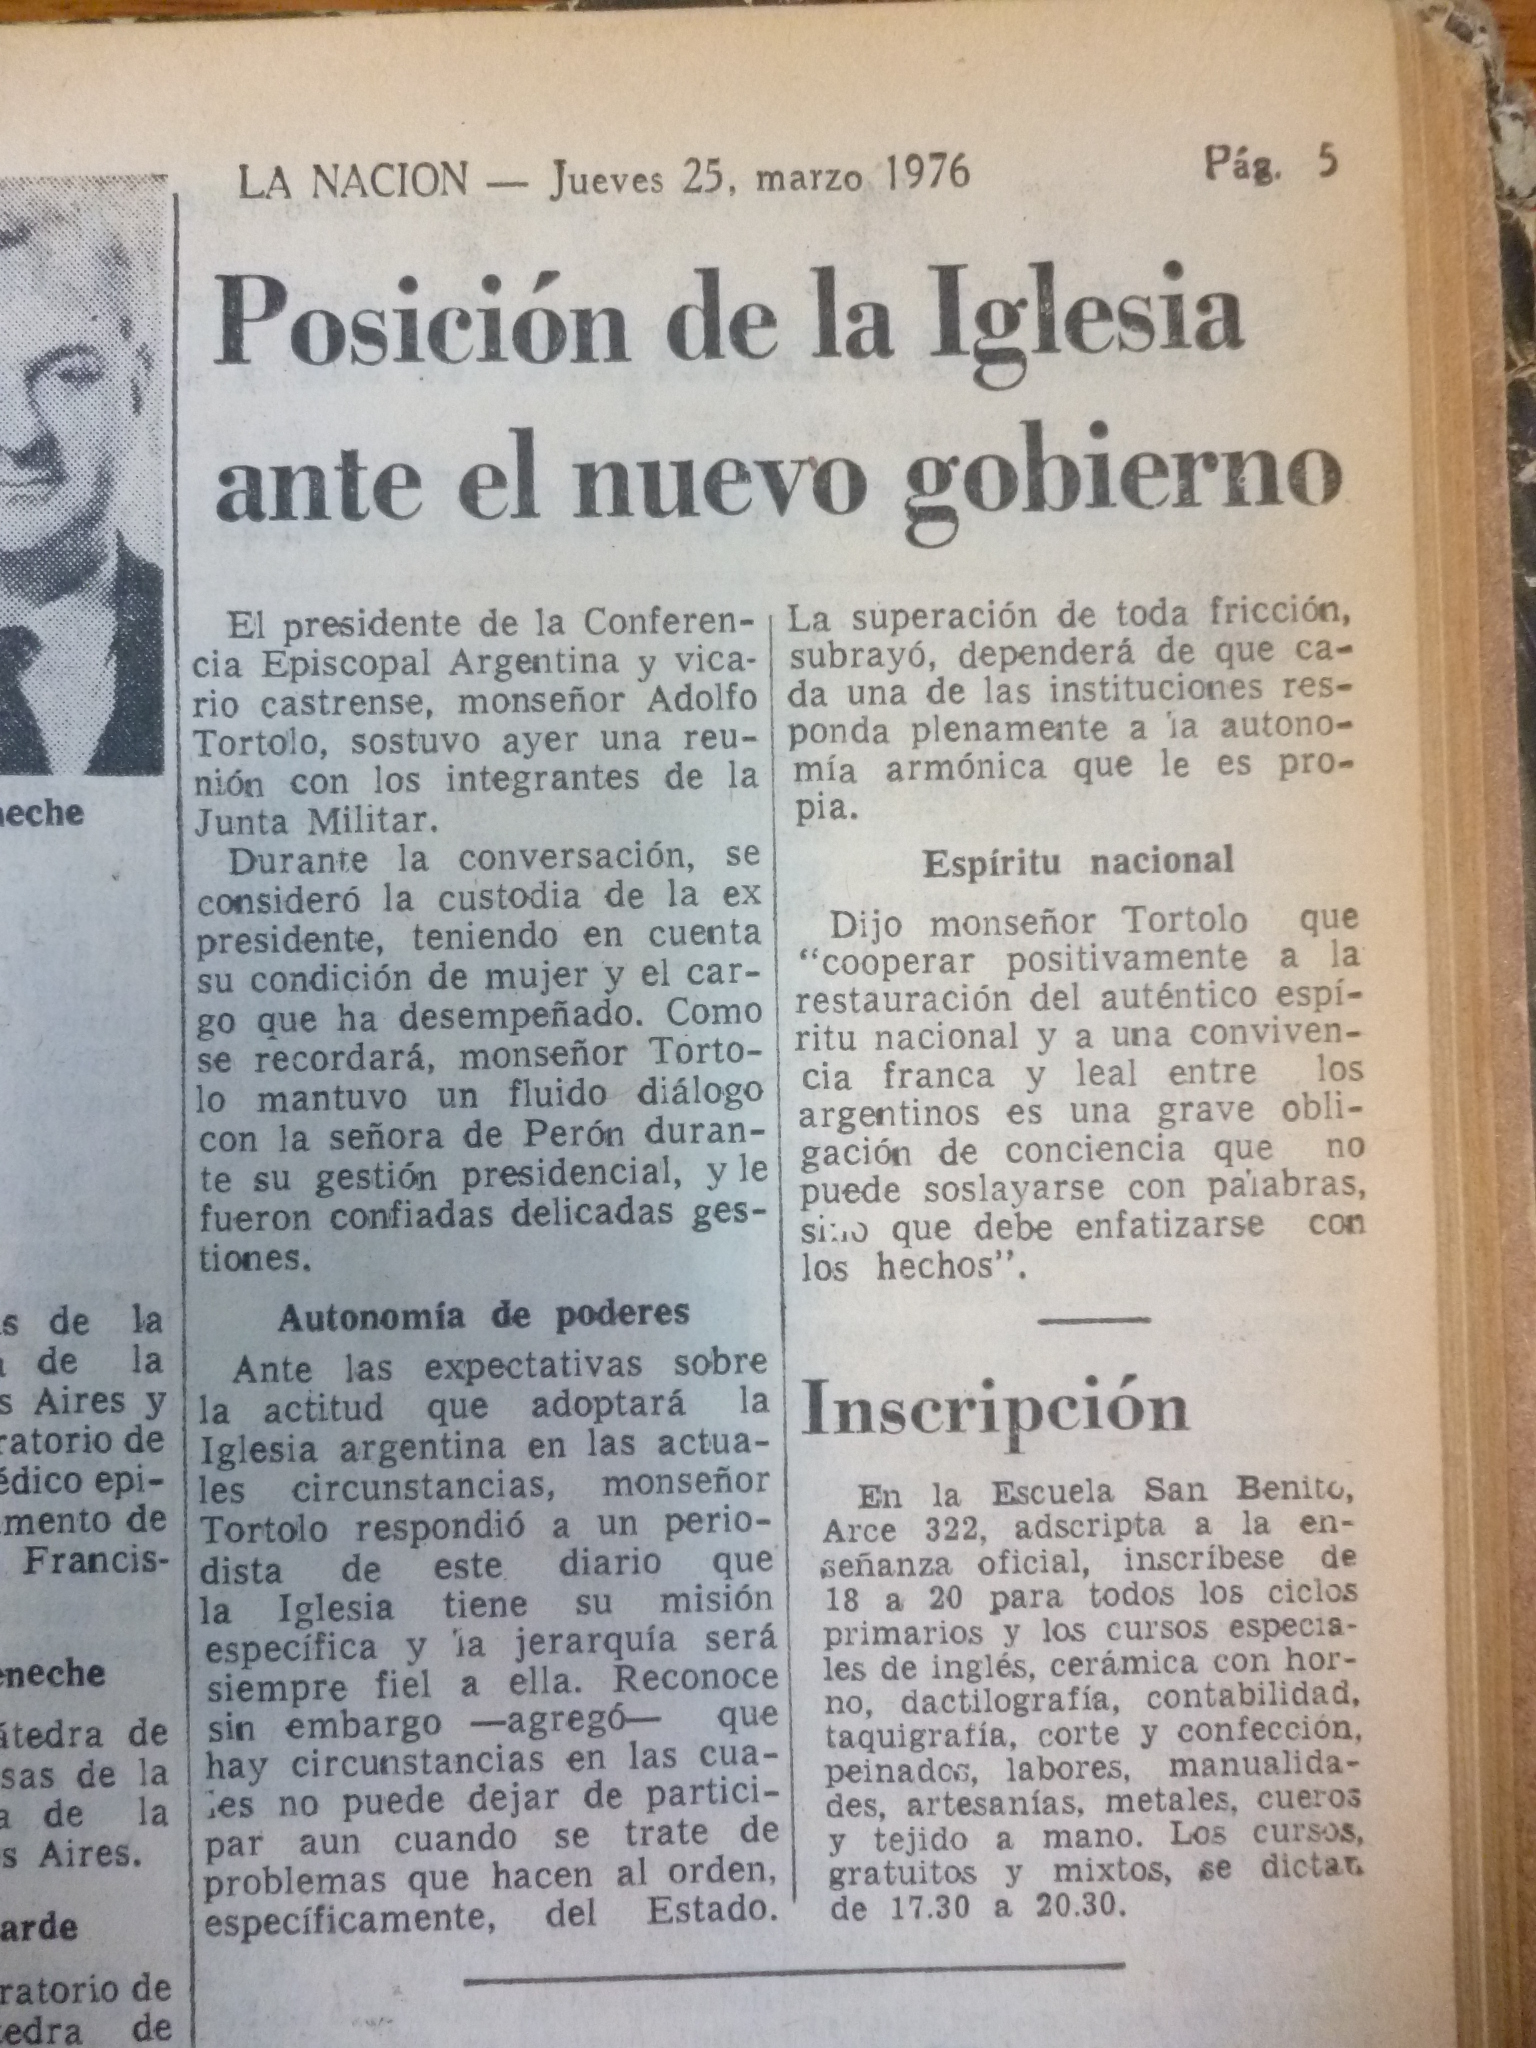 LA NACION — Jueves 25, marzo 1976
Pág. 5
Posición de la Iglesia
ante el nuevo gobierno
El presidente de la Conferen-
cia Episcopal Argentina y vica-
rio castrense, monseñor Adolfo
Tortolo, sostuvo ayer una reu-
nión con los integrantes de la
Junta Militar.
Durante la conversación, se
consideró la custodia de la ex
presidente, teniendo en cuenta
su condición de mujer y el car-
go que ha desempeñado. Como
se recordará, monseñor Torto-
lo mantuvo un fluido diálogo
con la señora de Perón duran-
te su gestión presidencial, y le
fueron confiadas delicadas ges-
tiones.
Autonomía de poderes
Ante las expectativas sobre
la actitud que adoptará la
Iglesia argentina en las actua-
les circunstancias, monseñor
Tortolo respondió a un perio-
dista de este diario que
la Iglesia tiene su misión
específica y la jerarquía será
siempre fiel a ella. Reconoce
sin embargo —agregó— que
hay circunstancias en las cua-
les no puede dejar de partici-
par aun cuando se trate de
problemas que hacen al orden,
específicamente, del Estado.
La superación de toda fricción,
subrayó, dependerá de que ca-
da una de las instituciones res-
ponda plenamente a la autono-
mía armónica que le es pro-
pia.
Espíritu nacional
Dijo monseñor Tortolo que
“cooperar positivamente a la
restauración del auténtico espí-
ritu nacional y a una conviven-
cia franca y leal entre los
argentinos es una grave obli-
gación de conciencia que no
puede soslayarse con palabras,
sino que debe enfatizarse con
los hechos”.
Inscripción
En la Escuela San Benito,
Arce 322, adscripta a la en-
señanza oficial, inscríbese de
18 a 20 para todos los ciclos
primarios y los cursos especia-
les de inglés, cerámica con hor-
no, dactilografía, contabilidad,
taquigrafía, corte y confección,
peinados, labores, manualida-
des, artesanías, metales, cueros
y tejido a mano. Los cursos,
gratuitos y mixtos, se dictan
de 17.30 a 20.30.
neche
s de la
de la
s Aires y
ratorio de
édico epi-
mento de
Francis-
eneche
átedra de
sas de la
a de la
s Aires.
arde
ratorio de
tedra de